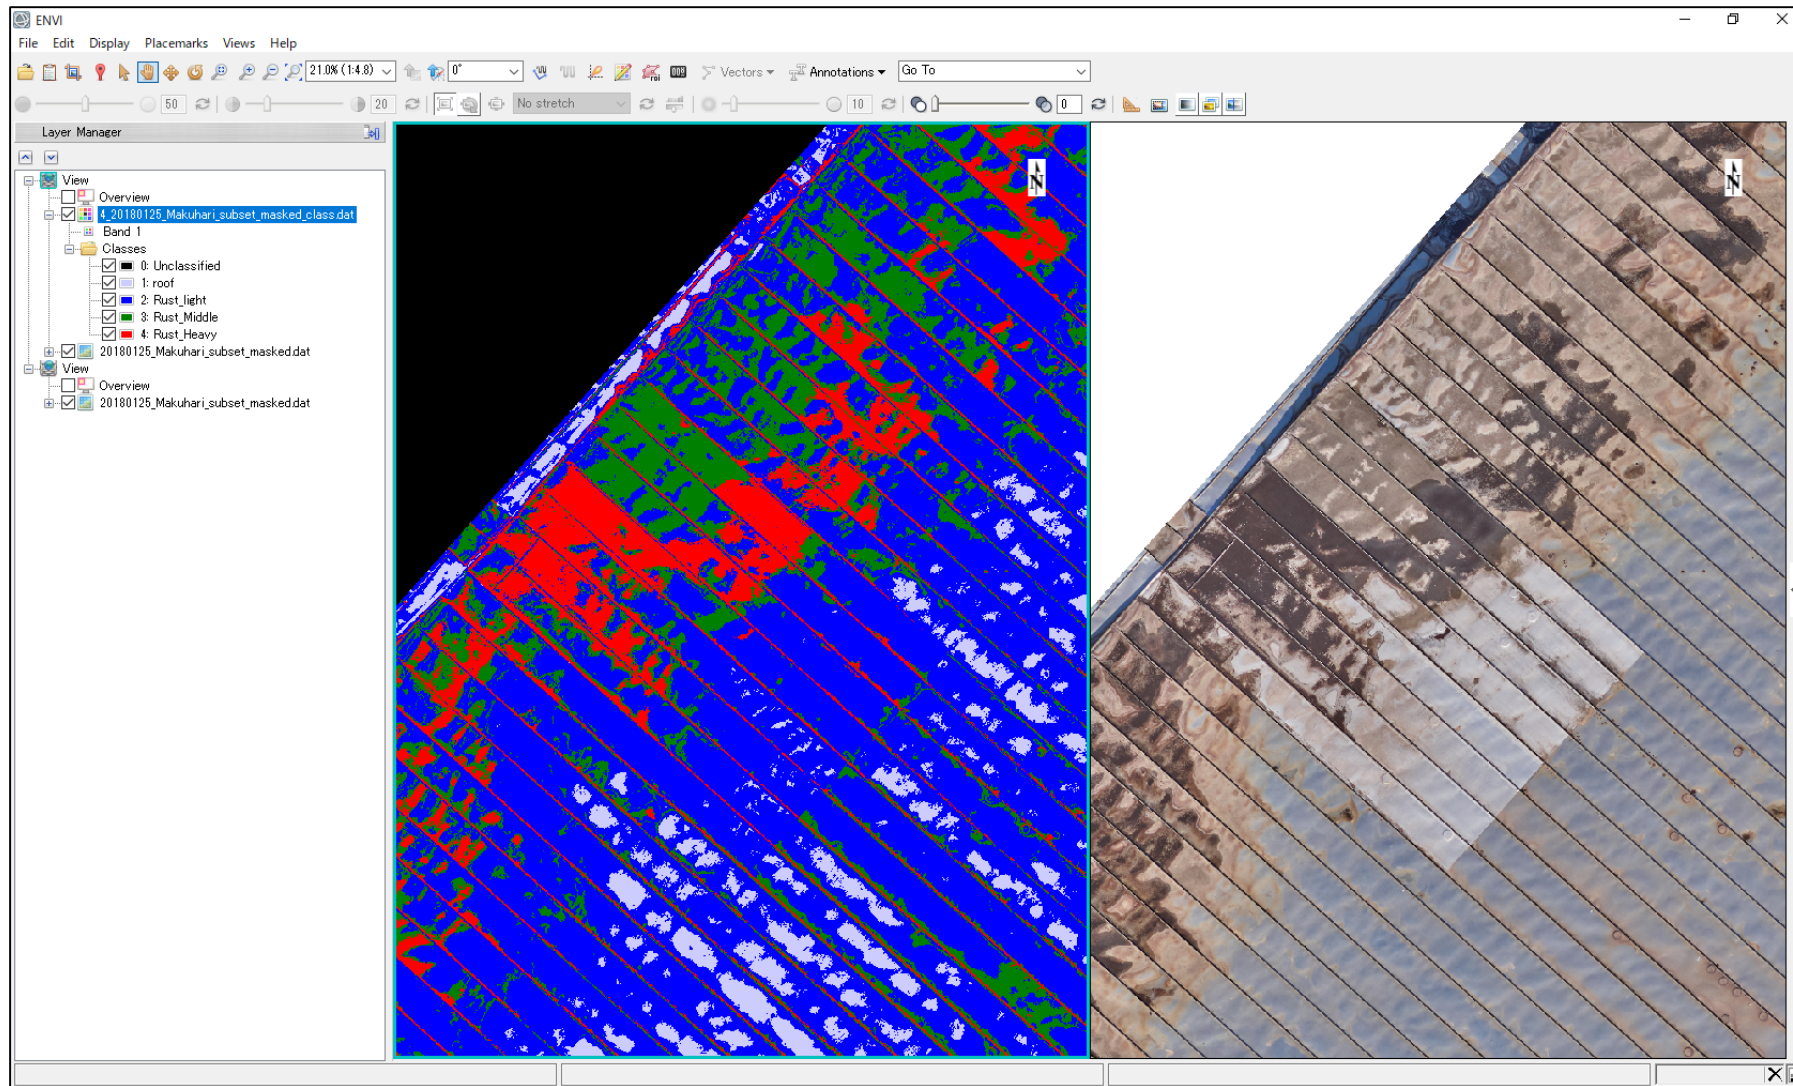 ENVI
File Edit Display Placemarks Views Help
21.0% (1:4.8) 0° Vectors Annotations Go To
50 20 No stretch 10 0
Layer Manager
View
Overview
4_20180125_Makuhari_subset_masked_class.dat
Band 1
Classes
0: Unclassified
1: roof
2: Rust_light
3: Rust_Middle
4: Rust_Heavy
20180125_Makuhari_subset_masked.dat
View
Overview
20180125_Makuhari_subset_masked.dat
N
N